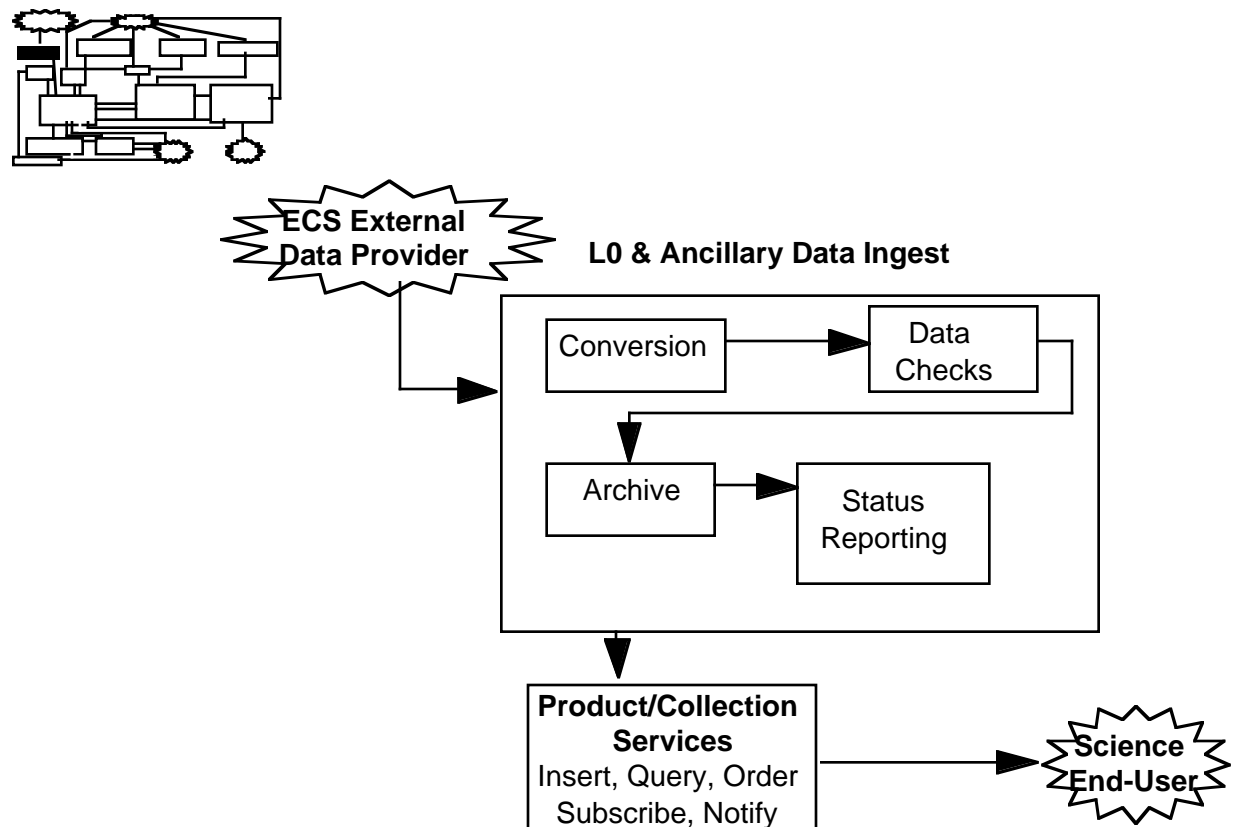 ECS External
Data Provider
L0 & Ancillary Data Ingest
Conversion
Data
Checks
Archive
Status
Reporting
Product/Collection
Services
Insert, Query, Order
Subscribe, Notify
Science
End-User